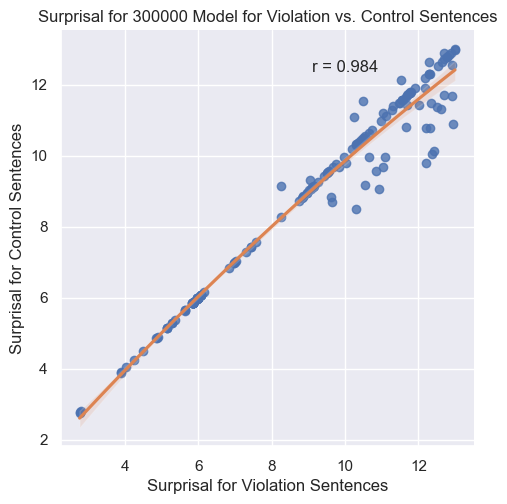 Surprisal for 300000 Model for Violation vs. Control Sentences
r = 0.984
12
10
8
6
4
2
Surprisal for Control Sentences
4 6 8 10 12
Surprisal for Violation Sentences